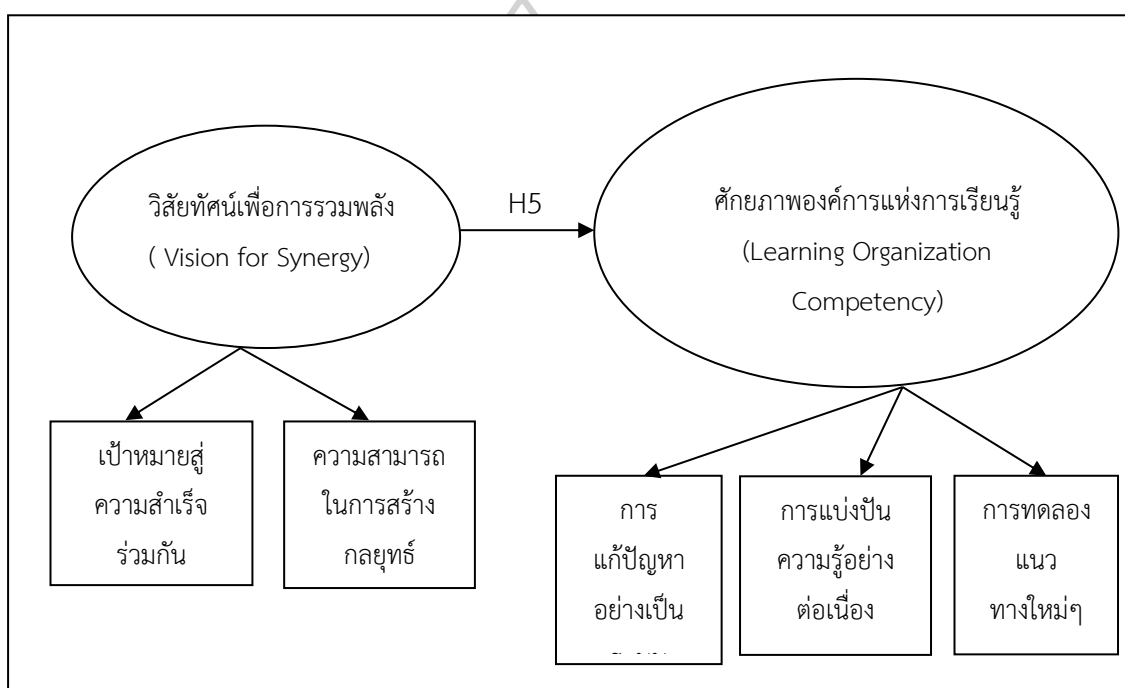 วิสัยทัศน์เพื่อการรวมพลัง
( Vision for Synergy)
H5
ศักยภาพองค์การแห่งการเรียนรู้
(Learning Organization
Competency)
เป้าหมายสู่
ความสำเร็จ
ร่วมกัน
ความสามารถ
ในการสร้าง
กลยุทธ์
การ
แก้ปัญหา
อย่างเป็น
การแบ่งปัน
ความรู้อย่าง
ต่อเนื่อง
การทดลอง
แนว
ทางใหม่ๆ